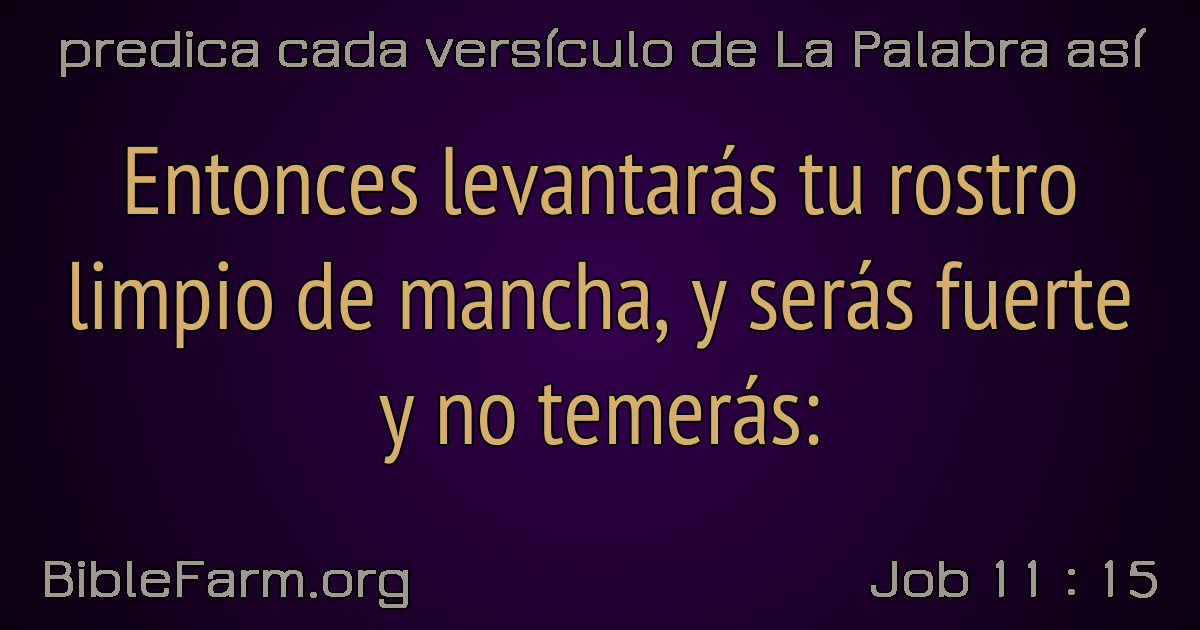 predica cada versículo de La Palabra así
Entonces levantarás tu rostro
limpio de mancha, y serás fuerte
y no temerás:
BibleFarm.org
Job 11 : 15